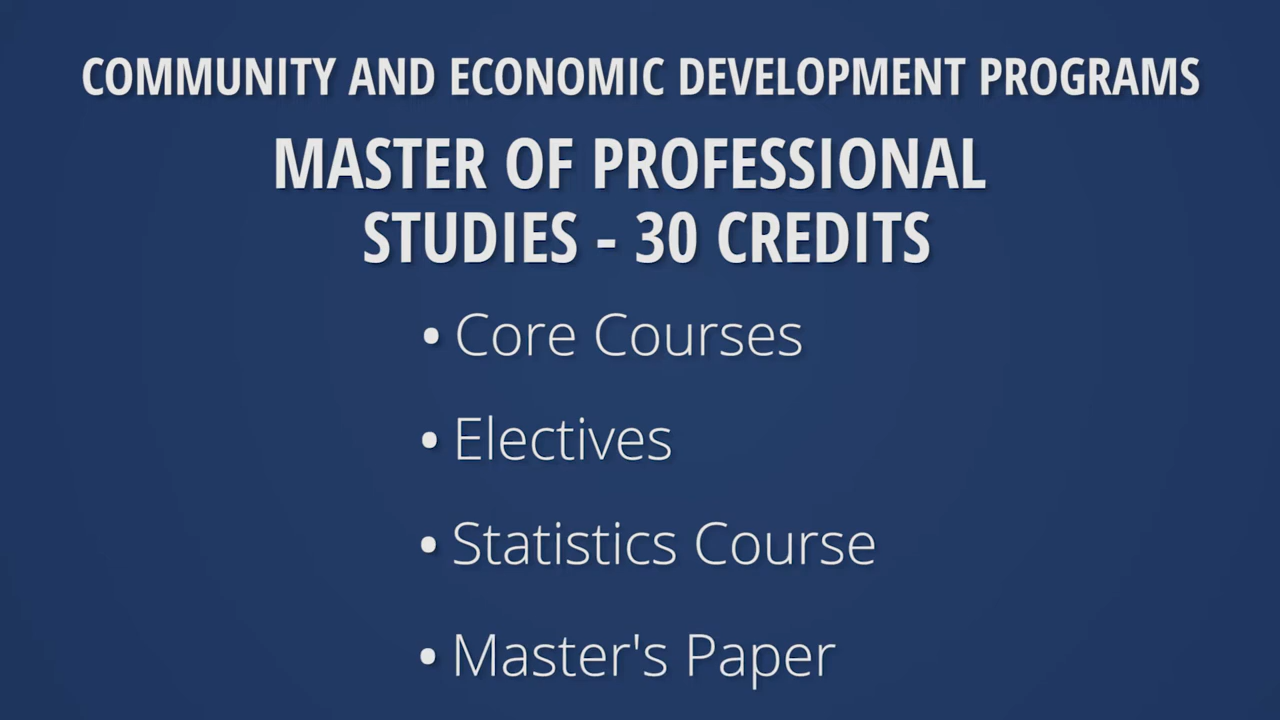 COMMUNITY AND ECONOMIC DEVELOPMENT PROGRAMS
MASTER OF PROFESSIONAL
STUDIES - 30 CREDITS
• Core Courses
• Electives
• Statistics Course
• Master's Paper